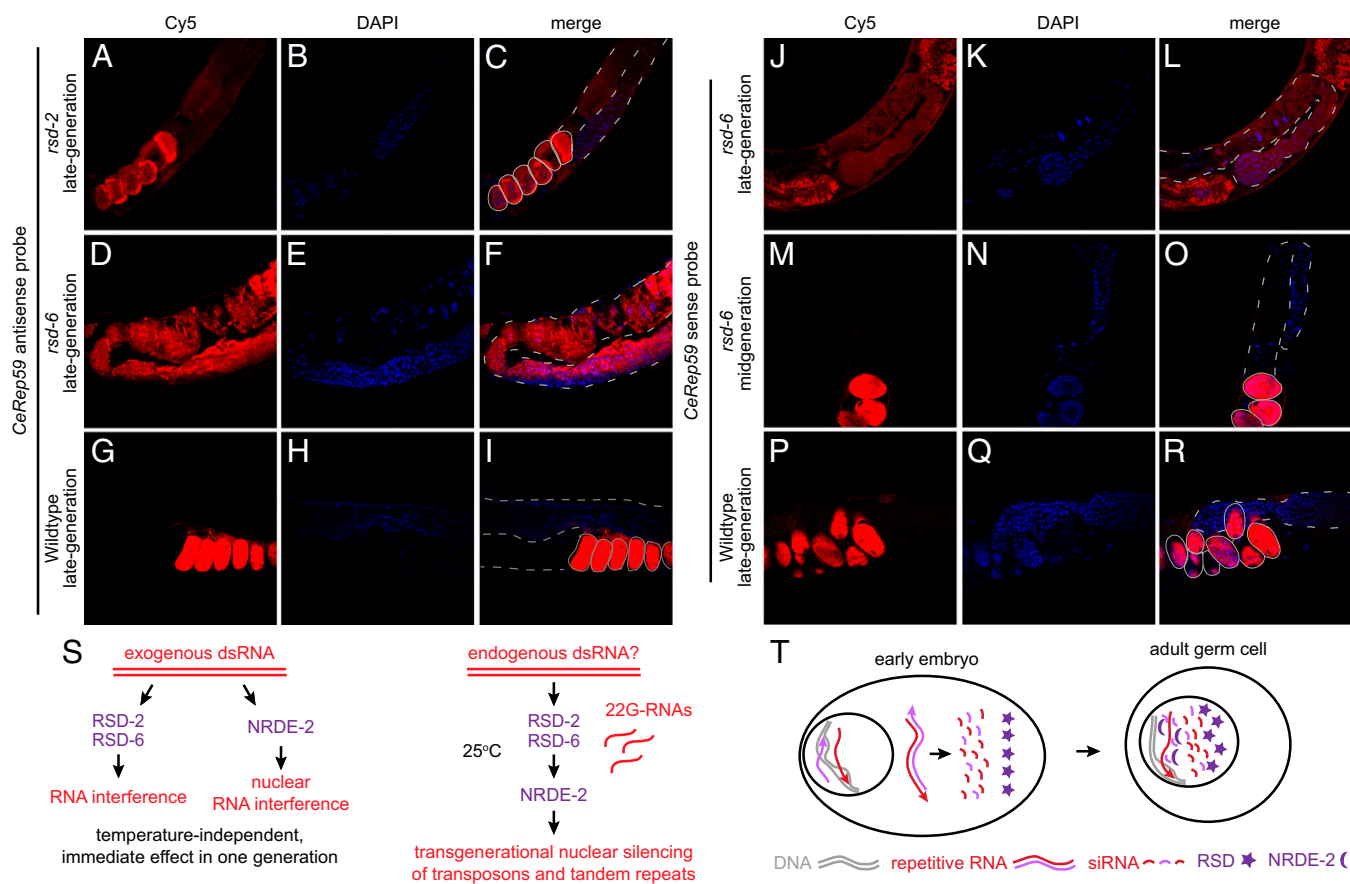 Cy5 DAPI merge
Cy5 DAPI merge
CeRep59 antisense probe
rsd-2
late-generation
A B C
rsd-6
late-generation
D E F
Wildtype
late-generation
G H I
CeRep59 sense probe
rsd-6
late-generation
J K L
rsd-6
midgeneration
M N O
Wildtype
late-generation
P Q R
S
exogenous dsRNA
RSD-2
RSD-6
NRDE-2
RNA interference
nuclear
RNA interference
temperature-independent,
immediate effect in one generation
endogenous dsRNA?
RSD-2
RSD-6
22G-RNAs
25°C
NRDE-2
transgenerational nuclear silencing
of transposons and tandem repeats
T
early embryo
adult germ cell
DNA repetitive RNA siRNA RSD NRDE-2